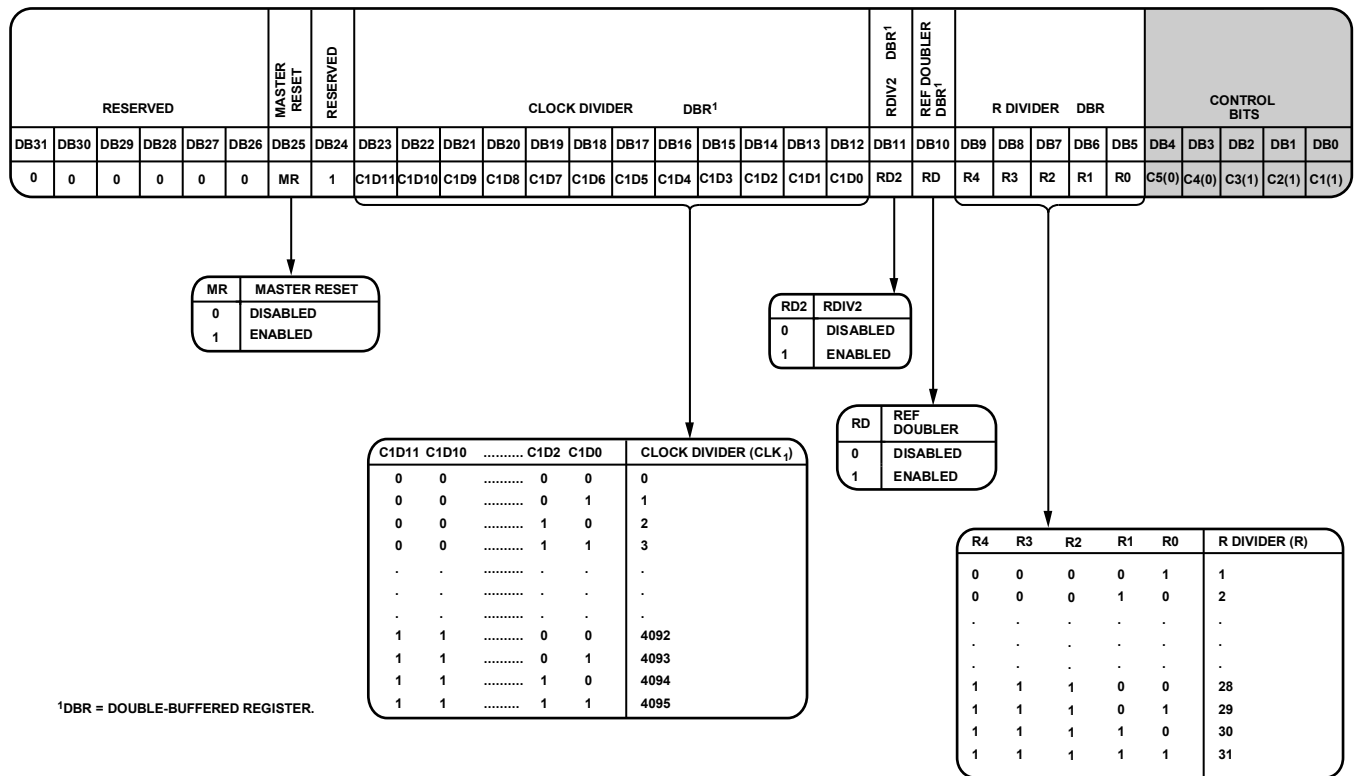 RESERVED
MASTER RESET
RESERVED
CLOCK DIVIDER DBR1
RDIV2 DBR1
REF DOUBLER DBR1
R DIVIDER DBR
CONTROL BITS
DB31 DB30 DB29 DB28 DB27 DB26 DB25 DB24 DB23 DB22 DB21 DB20 DB19 DB18 DB17 DB16 DB15 DB14 DB13 DB12 DB11 DB10 DB9 DB8 DB7 DB6 DB5 DB4 DB3 DB2 DB1 DB0
0 0 0 0 0 0 MR 1 C1D11 C1D10 C1D9 C1D8 C1D7 C1D6 C1D5 C1D4 C1D3 C1D2 C1D1 C1D0 RD2 RD R4 R3 R2 R1 R0 C5(0) C4(0) C3(1) C2(1) C1(1)
MR MASTER RESET
0 DISABLED
1 ENABLED
RD2 RDIV2
0 DISABLED
1 ENABLED
RD REF DOUBLER
0 DISABLED
1 ENABLED
C1D11 C1D10 .......... C1D2 C1D0 CLOCK DIVIDER (CLK1)
0 0 .......... 0 0 0
0 0 .......... 0 1 1
0 0 .......... 1 0 2
0 0 .......... 1 1 3
. . .......... . . .
. . .......... . . .
. . .......... . . .
1 1 .......... 0 0 4092
1 1 .......... 0 1 4093
1 1 .......... 1 0 4094
1 1 ......... 1 1 4095
R4 R3 R2 R1 R0 R DIVIDER (R)
0 0 0 0 1 1
0 0 0 1 0 2
. . . . . .
. . . . . .
. . . . . .
1 1 1 0 0 28
1 1 1 0 1 29
1 1 1 1 0 30
1 1 1 1 1 31
1DBR = DOUBLE-BUFFERED REGISTER.